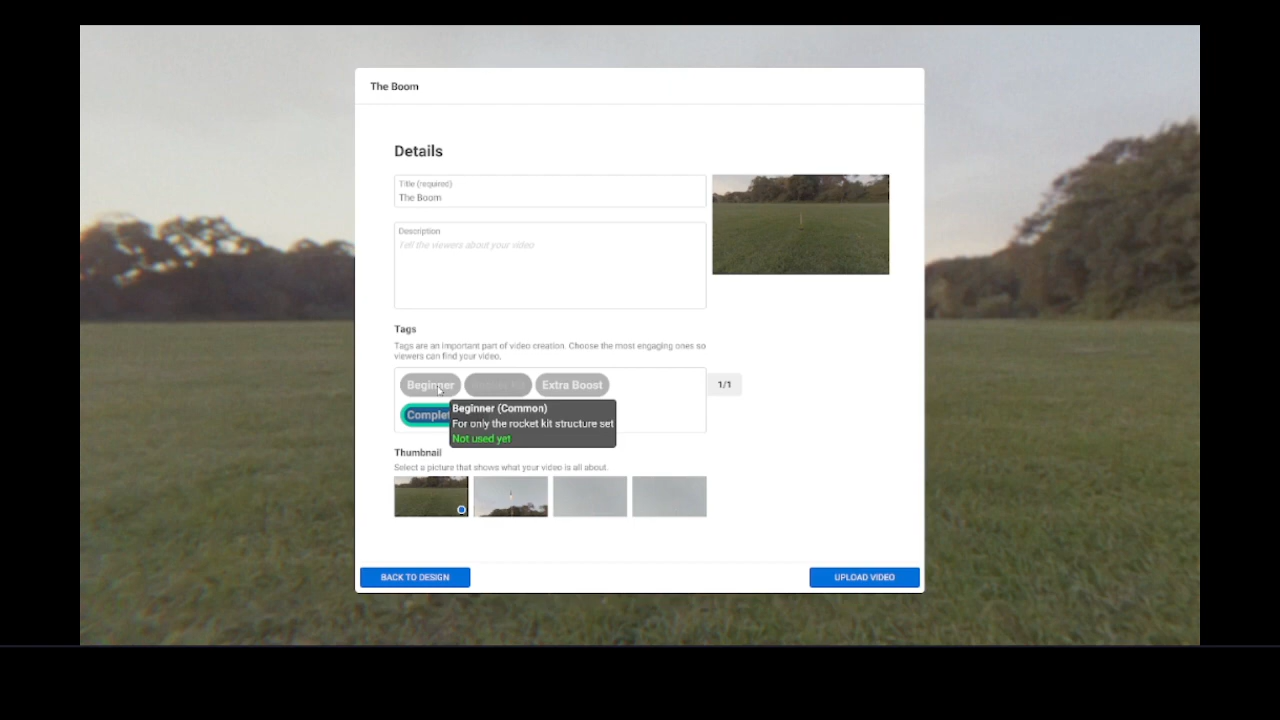 The Boom
Details
Title (required)
The Boom
Description
Tell the viewers about your video
Tags
Tags are an important part of video creation. Choose the most engaging ones so
viewers can find your video.
Beginner
Extra Boost
1/1
Complet
Beginner (Common)
For only the rocket kit structure set
Not used yet
Thumbnail
Select a picture that shows what your video is all about.
BACK TO DESIGN
UPLOAD VIDEO